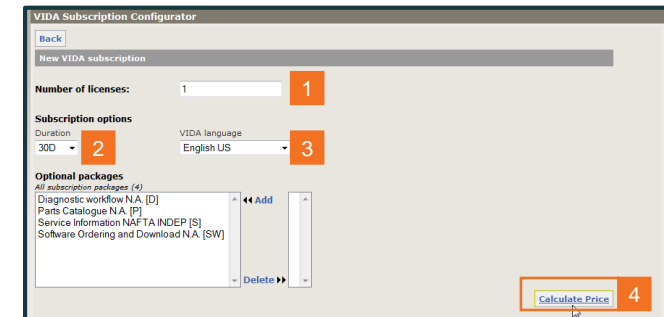 VIDA Subscription Configurator
Back
New VIDA subscription
Number of licenses: 1 1
Subscription options
Duration VIDA language
30D 2 English US 3
Optional packages
All subscription packages (4)
Diagnostic workflow N.A. [D]
Parts Catalogue N.A. [P]
Service Information NAFTA INDEP [S]
Software Ordering and Download N.A. [SW]
Add
Delete
Calculate Price 4